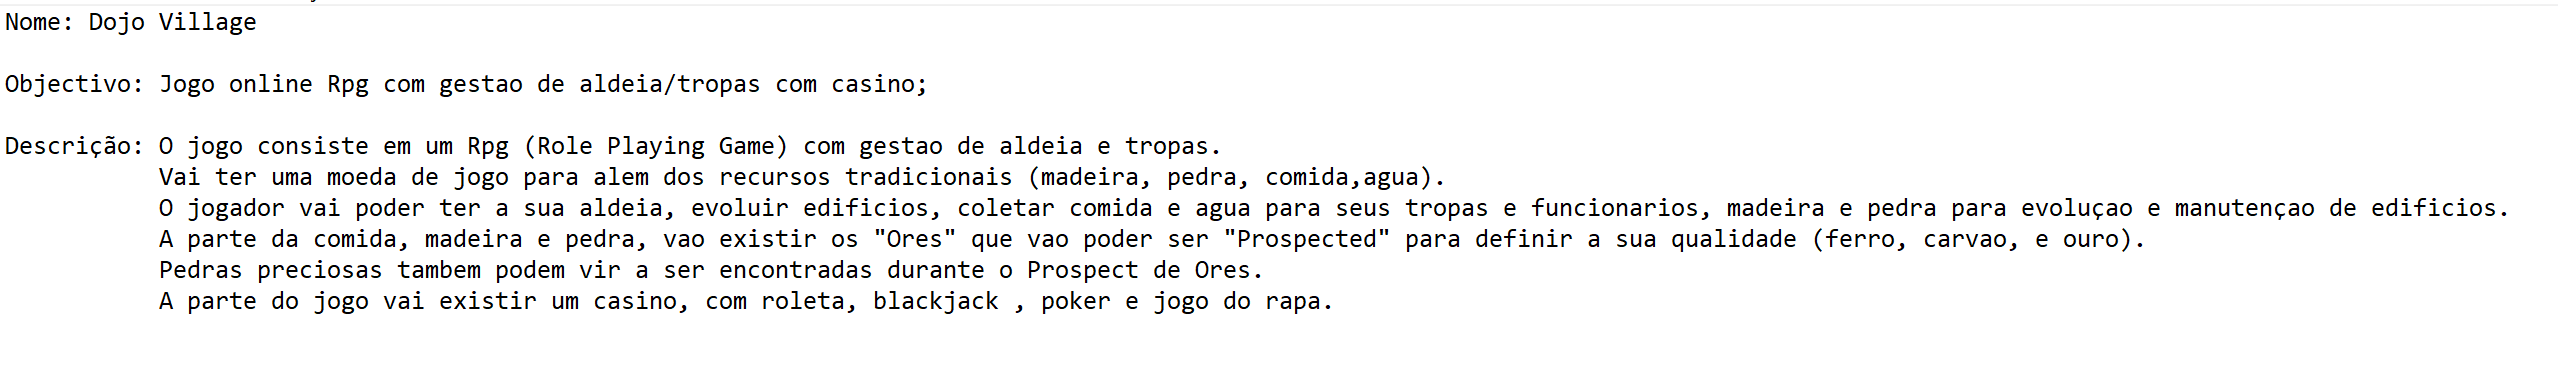 Nome: Dojo Village
Objectivo: Jogo online Rpg com gestao de aldeia/tropas com casino;
Descrição: O jogo consiste em um Rpg (Role Playing Game) com gestao de aldeia e tropas.
Vai ter uma moeda de jogo para alem dos recursos tradicionais (madeira, pedra, comida,agua).
O jogador vai poder ter a sua aldeia, evoluir edificios, coletar comida e agua para seus tropas e funcionarios, madeira e pedra para evoluçao e manutençao de edificios.
A parte da comida, madeira e pedra, vao existir os "Ores" que vao poder ser "Prospected" para definir a sua qualidade (ferro, carvao, e ouro).
Pedras preciosas tambem podem vir a ser encontradas durante o Prospect de Ores.
A parte do jogo vai existir um casino, com roleta, blackjack , poker e jogo do rapa.